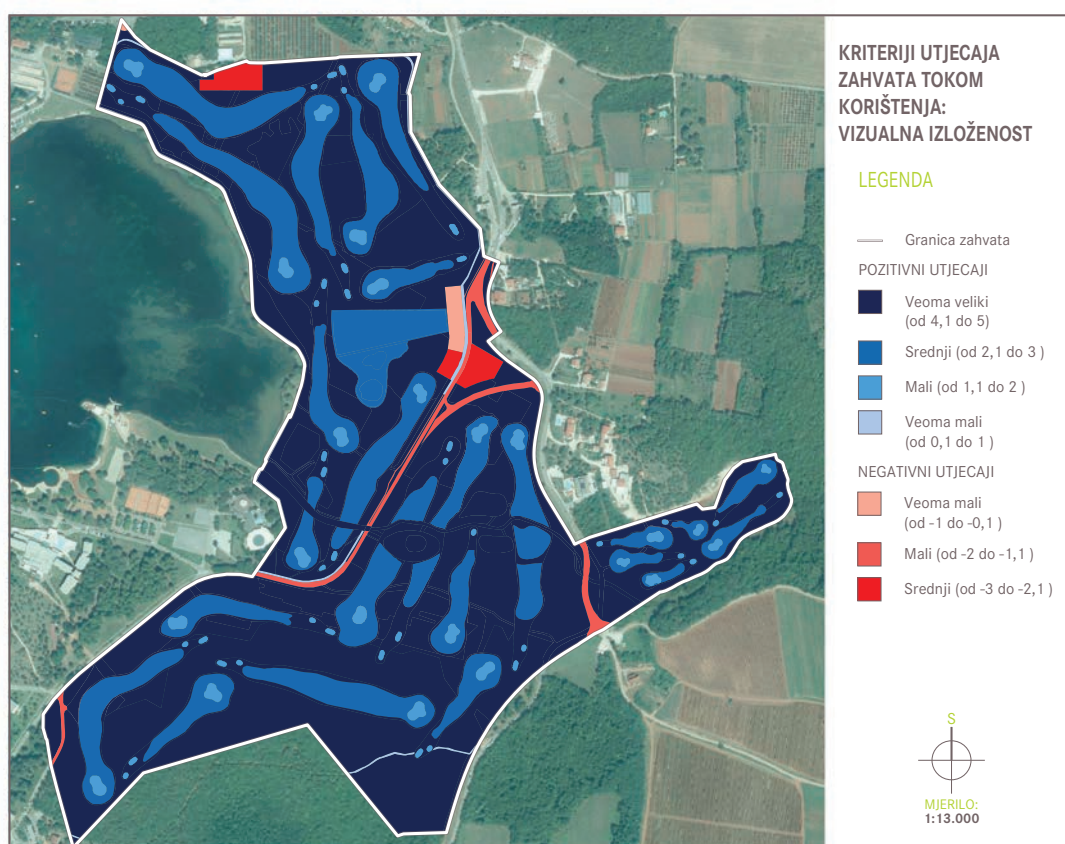 KRITERIJI UTJECAJA
ZAHVATA TOKOM
KORIŠTENJA:
VIZUALNA IZLOŽENOST
LEGENDA
Granica zahvata
POZITIVNI UTJECAJI
Veoma veliki
(od 4,1 do 5)
Srednji (od 2,1 do 3 )
Mali (od 1,1 do 2 )
Veoma mali
(od 0,1 do 1 )
NEGATIVNI UTJECAJI
Veoma mali
(od -1 do -0,1 )
Mali (od -2 do -1,1 )
Srednji (od -3 do -2,1 )
S
MJERILO:
1:13.000